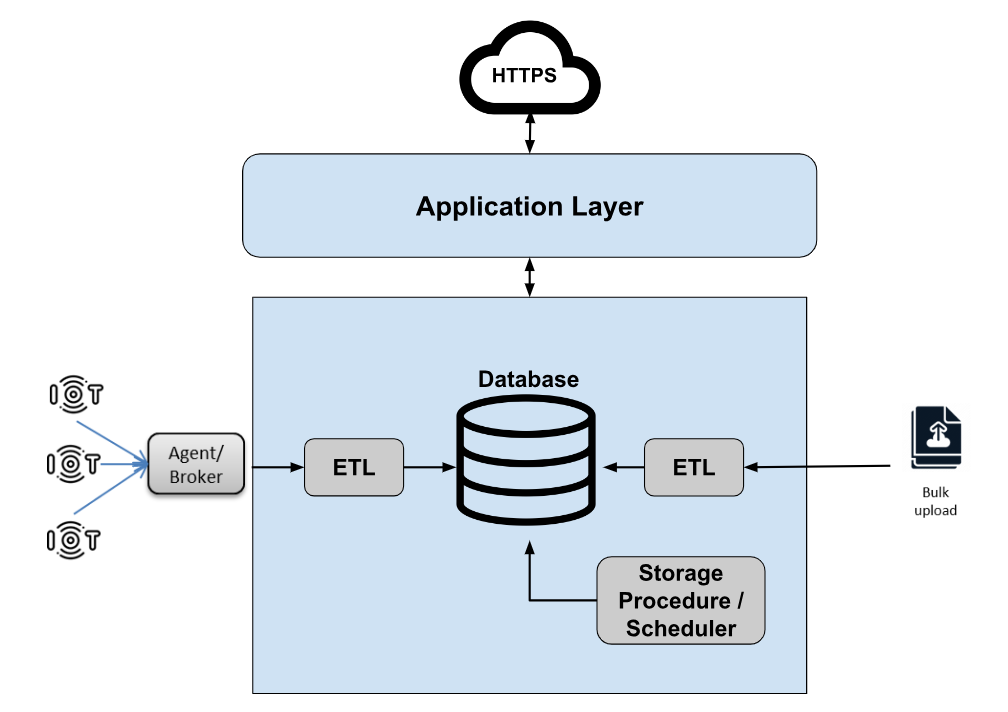 HTTPS
Application Layer
Database
IOT
IOT
IOT
Agent/
Broker
ETL
ETL
Bulk
upload
Storage
Procedure /
Scheduler